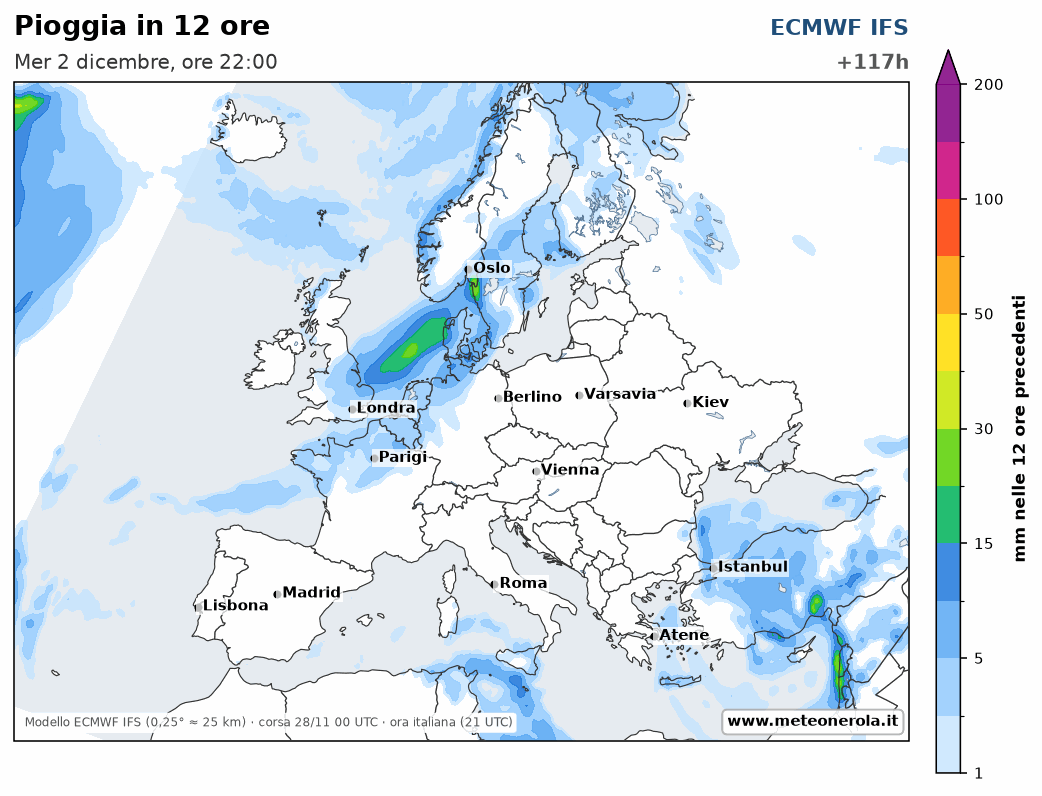 Pioggia in 12 ore
ECMWF IFS
Mer 2 dicembre, ore 22:00
+117h
200
100
50
30
15
5
1
mm nelle 12 ore precedenti
Oslo
Londra
Berlino
Varsavia
Kiev
Parigi
Vienna
Istanbul
Roma
Madrid
Lisbona
Atene
Modello ECMWF IFS (0,25° ≈ 25 km) · corsa 28/11 00 UTC · ora italiana (21 UTC)
www.meteonerola.it